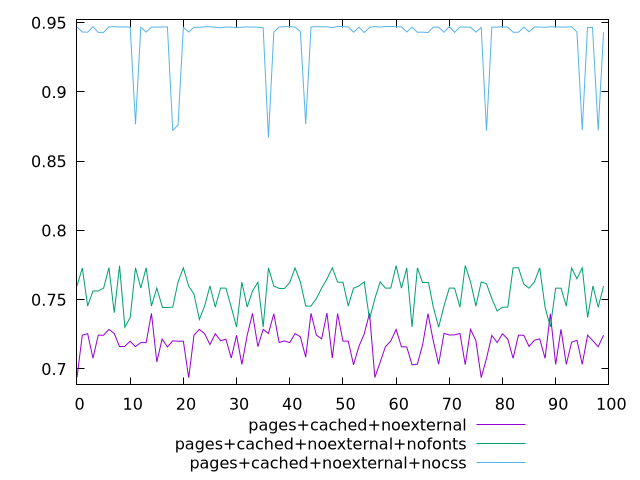 0.95
0.9
0.85
0.8
0.75
0.7
0 10 20 30 40 50 60 70 80 90 100
pages+cached+noexternal
pages+cached+noexternal+nofonts
pages+cached+noexternal+nocss